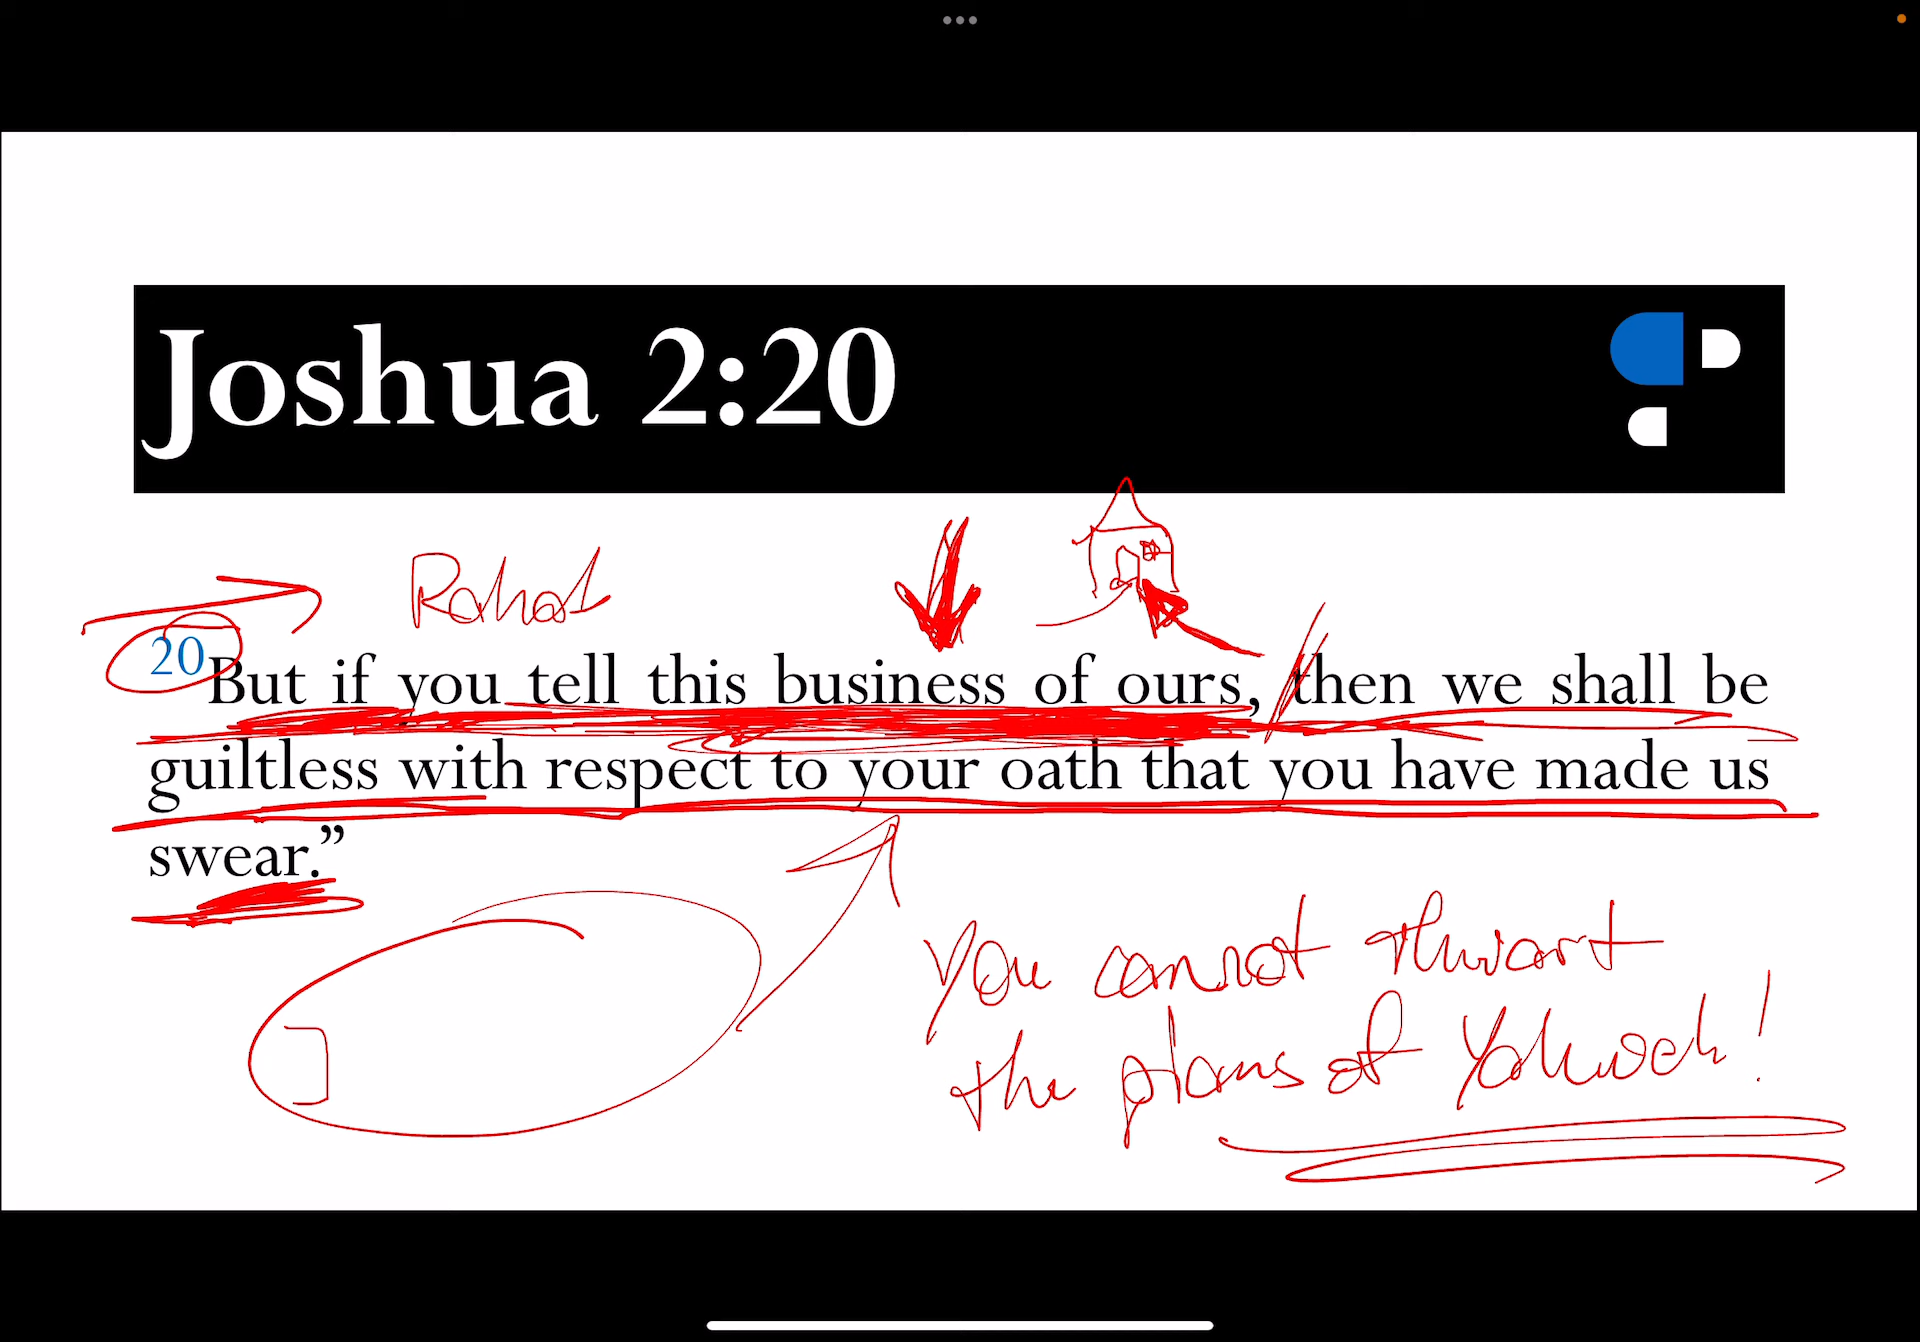 Joshua 2:20
Rahab
20 But if you tell this business of ours, then we shall be
guiltless with respect to your oath that you have made us
swear.”
You cannot thwart
the plans of Yahweh!